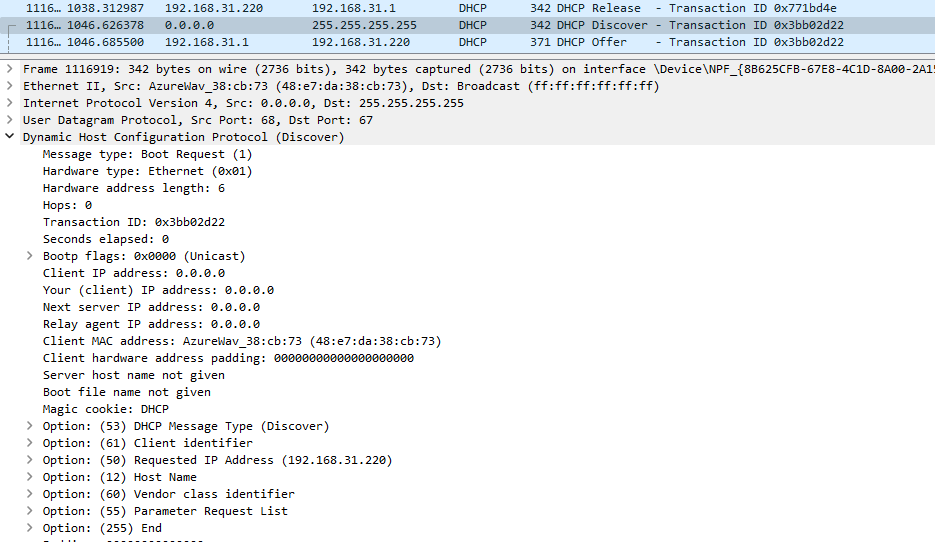 1116… 1038.312987 192.168.31.220 192.168.31.1 DHCP 342 DHCP Release - Transaction ID 0x771bd4e
1116… 1046.626378 0.0.0.0 255.255.255.255 DHCP 342 DHCP Discover - Transaction ID 0x3bb02d22
1116… 1046.685500 192.168.31.1 192.168.31.220 DHCP 371 DHCP Offer - Transaction ID 0x3bb02d22
Frame 1116919: 342 bytes on wire (2736 bits), 342 bytes captured (2736 bits) on interface \Device\NPF_{8B625CFB-67E8-4C1D-8A00-2A15
Ethernet II, Src: AzureWav_38:cb:73 (48:e7:da:38:cb:73), Dst: Broadcast (ff:ff:ff:ff:ff:ff)
Internet Protocol Version 4, Src: 0.0.0.0, Dst: 255.255.255.255
User Datagram Protocol, Src Port: 68, Dst Port: 67
Dynamic Host Configuration Protocol (Discover)
Message type: Boot Request (1)
Hardware type: Ethernet (0x01)
Hardware address length: 6
Hops: 0
Transaction ID: 0x3bb02d22
Seconds elapsed: 0
Bootp flags: 0x0000 (Unicast)
Client IP address: 0.0.0.0
Your (client) IP address: 0.0.0.0
Next server IP address: 0.0.0.0
Relay agent IP address: 0.0.0.0
Client MAC address: AzureWav_38:cb:73 (48:e7:da:38:cb:73)
Client hardware address padding: 00000000000000000000
Server host name not given
Boot file name not given
Magic cookie: DHCP
Option: (53) DHCP Message Type (Discover)
Option: (61) Client identifier
Option: (50) Requested IP Address (192.168.31.220)
Option: (12) Host Name
Option: (60) Vendor class identifier
Option: (55) Parameter Request List
Option: (255) End